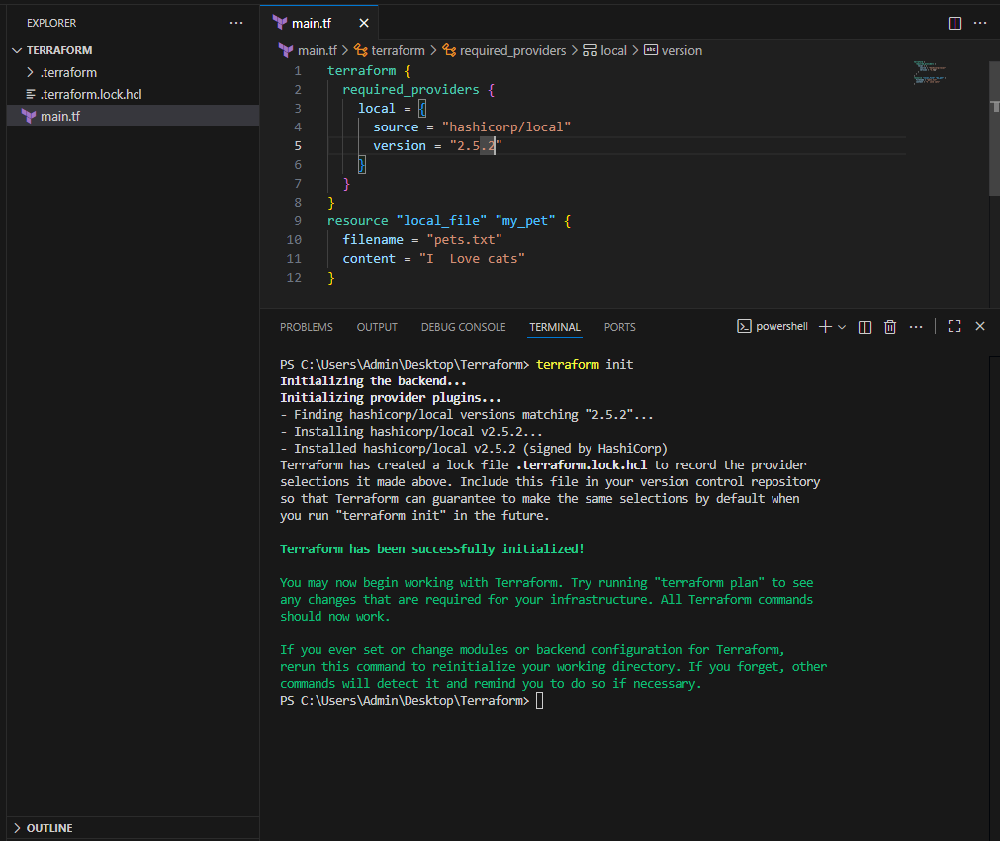 EXPLORER
TERRAFORM
.terraform
.terraform.lock.hcl
main.tf
OUTLINE
main.tf
main.tf > terraform > required_providers > local > version
1 terraform {
2   required_providers {
3     local = {
4       source = "hashicorp/local"
5       version = "2.5.2"
6     }
7   }
8 }
9 resource "local_file" "my_pet" {
10   filename = "pets.txt"
11   content = "I  Love cats"
12 }
PROBLEMS OUTPUT DEBUG CONSOLE TERMINAL PORTS powershell
PS C:\Users\Admin\Desktop\Terraform> terraform init
Initializing the backend...
Initializing provider plugins...
- Finding hashicorp/local versions matching "2.5.2"...
- Installing hashicorp/local v2.5.2...
- Installed hashicorp/local v2.5.2 (signed by HashiCorp)
Terraform has created a lock file .terraform.lock.hcl to record the provider
selections it made above. Include this file in your version control repository
so that Terraform can guarantee to make the same selections by default when
you run "terraform init" in the future.
Terraform has been successfully initialized!
You may now begin working with Terraform. Try running "terraform plan" to see
any changes that are required for your infrastructure. All Terraform commands
should now work.
If you ever set or change modules or backend configuration for Terraform,
rerun this command to reinitialize your working directory. If you forget, other
commands will detect it and remind you to do so if necessary.
PS C:\Users\Admin\Desktop\Terraform>